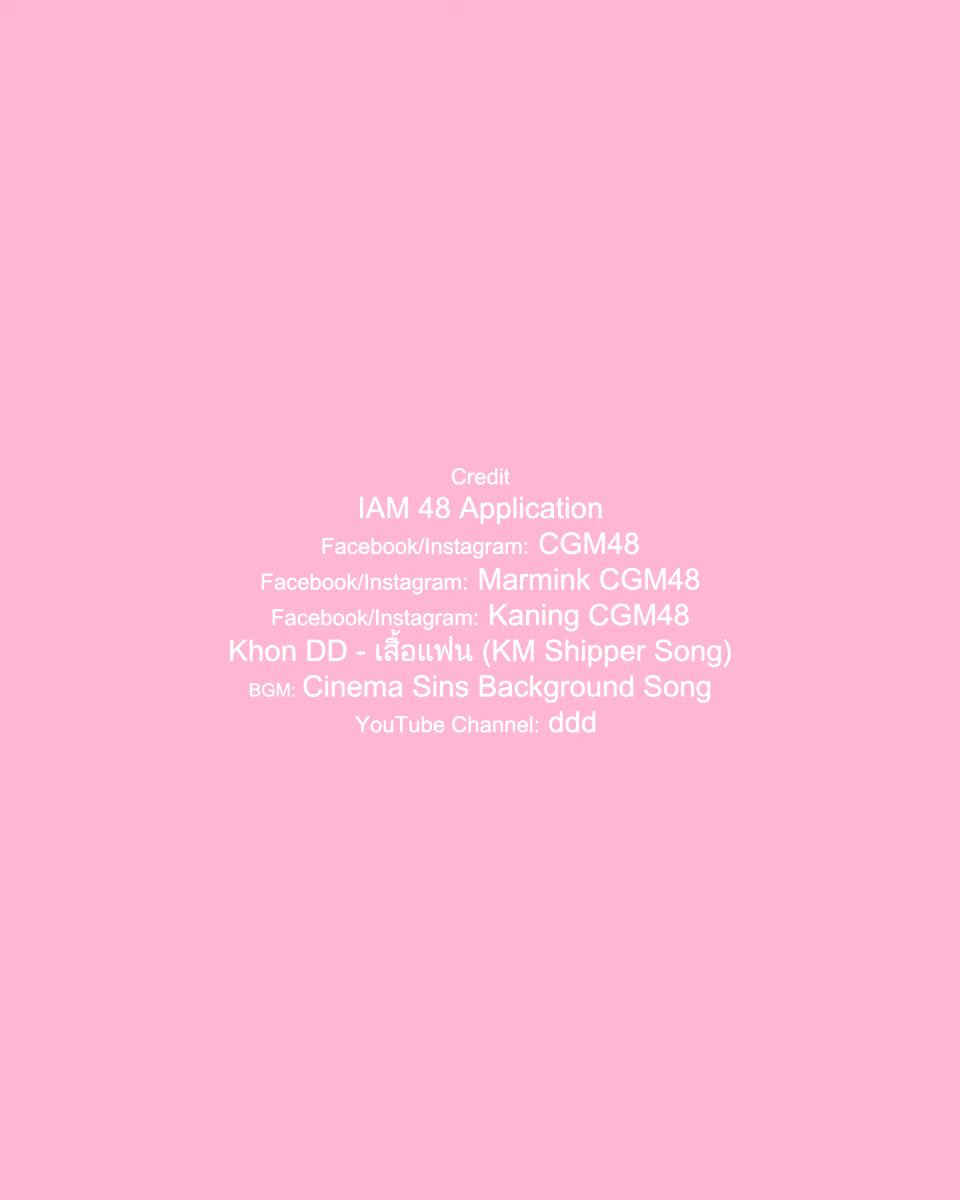 Credit
IAM 48 Application
Facebook/Instagram: CGM48
Facebook/Instagram: Marmink CGM48
Facebook/Instagram: Kaning CGM48
Khon DD - เสื้อแฟน (KM Shipper Song)
BGM: Cinema Sins Background Song
YouTube Channel: ddd